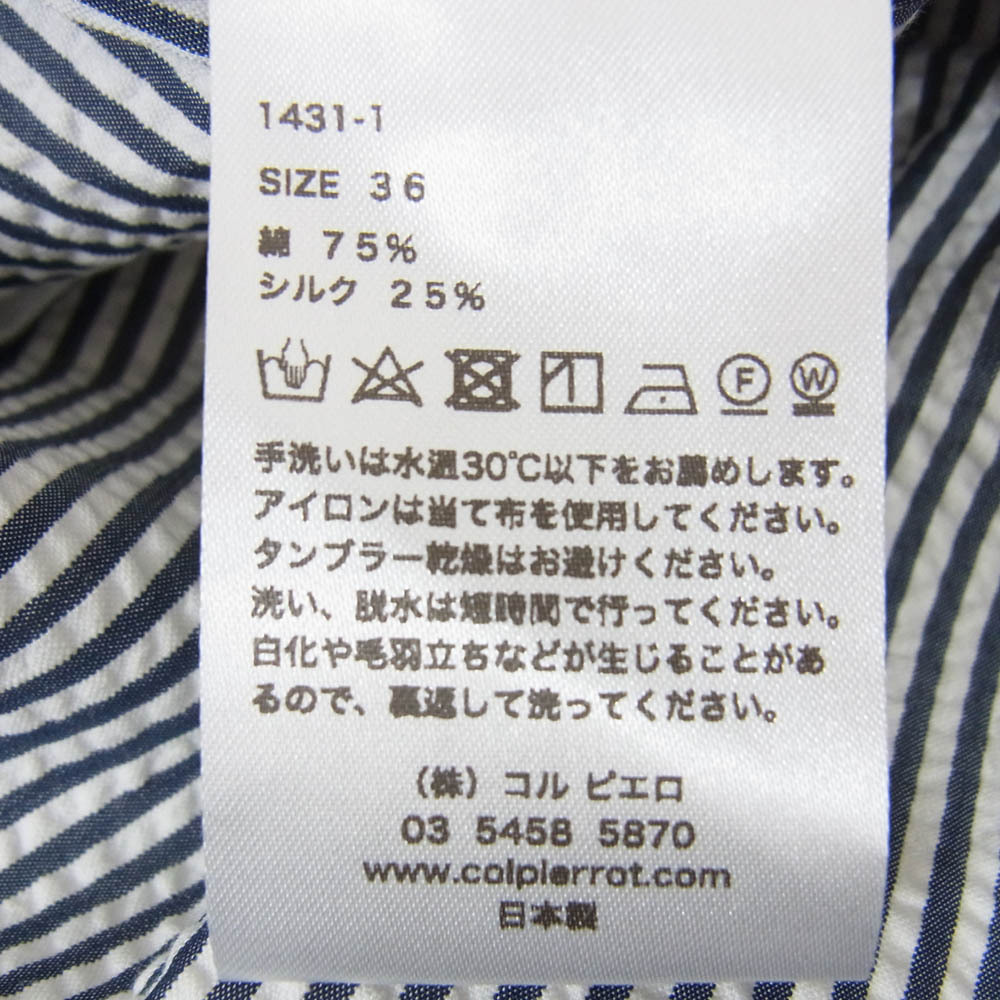 1431-1
SIZE 36
綿 75%
シルク 25%
F W
手洗いは水温30℃以下をお薦めします。
アイロンは当て布を使用してください。
タンブラー乾燥はお避けください。
洗い、脱水は短時間で行ってください。
白化や毛羽立ちなどが生じることがあ
るので、裏返して洗ってください。
(株) コル ピエロ
03 5458 5870
www.colpierrot.com
日本製